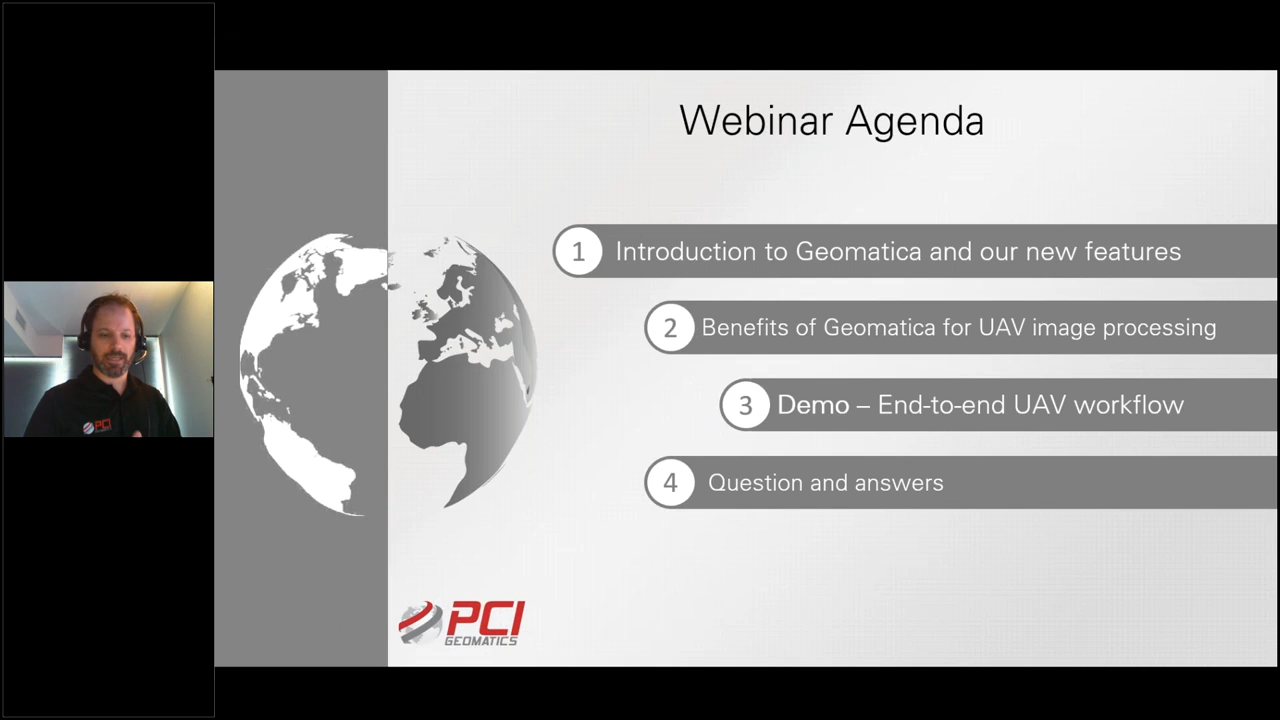 Webinar Agenda
1 Introduction to Geomatica and our new features
2 Benefits of Geomatica for UAV image processing
3 Demo – End-to-end UAV workflow
4 Question and answers
PCI
GEOMATICS
PCI